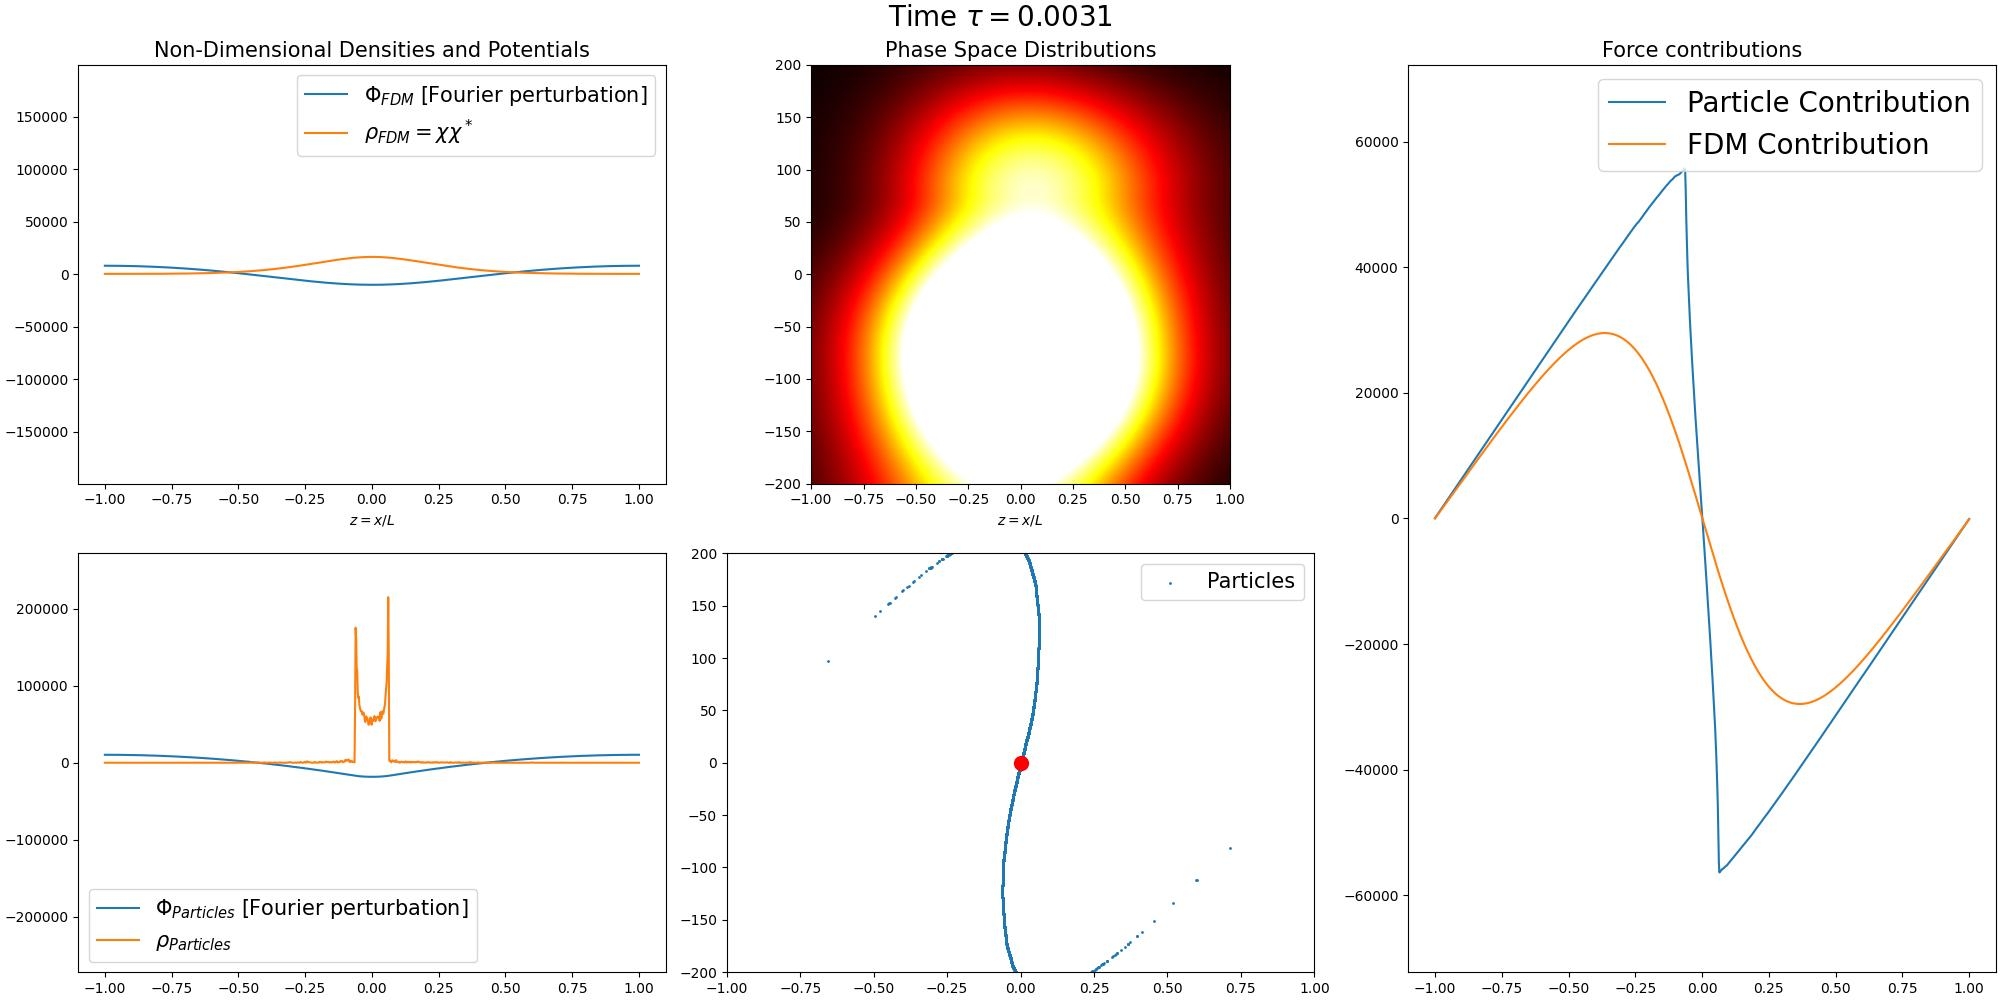 Time τ = 0.0031
Non-Dimensional Densities and Potentials
Φ_FDM [Fourier perturbation]
ρ_FDM = χχ*
150000
100000
50000
0
−50000
−100000
−150000
−1.00 −0.75 −0.50 −0.25 0.00 0.25 0.50 0.75 1.00
z = x/L
Phase Space Distributions
200
150
100
50
0
−50
−100
−150
−200
−1.00 −0.75 −0.50 −0.25 0.00 0.25 0.50 0.75 1.00
z = x/L
Force contributions
Particle Contribution
FDM Contribution
60000
40000
20000
0
−20000
−40000
−60000
−1.00 −0.75 −0.50 −0.25 0.00 0.25 0.50 0.75 1.00
200000
100000
0
−100000
−200000
Φ_Particles [Fourier perturbation]
ρ_Particles
−1.00 −0.75 −0.50 −0.25 0.00 0.25 0.50 0.75 1.00
Particles
200
150
100
50
0
−50
−100
−150
−200
−1.00 −0.75 −0.50 −0.25 0.00 0.25 0.50 0.75 1.00